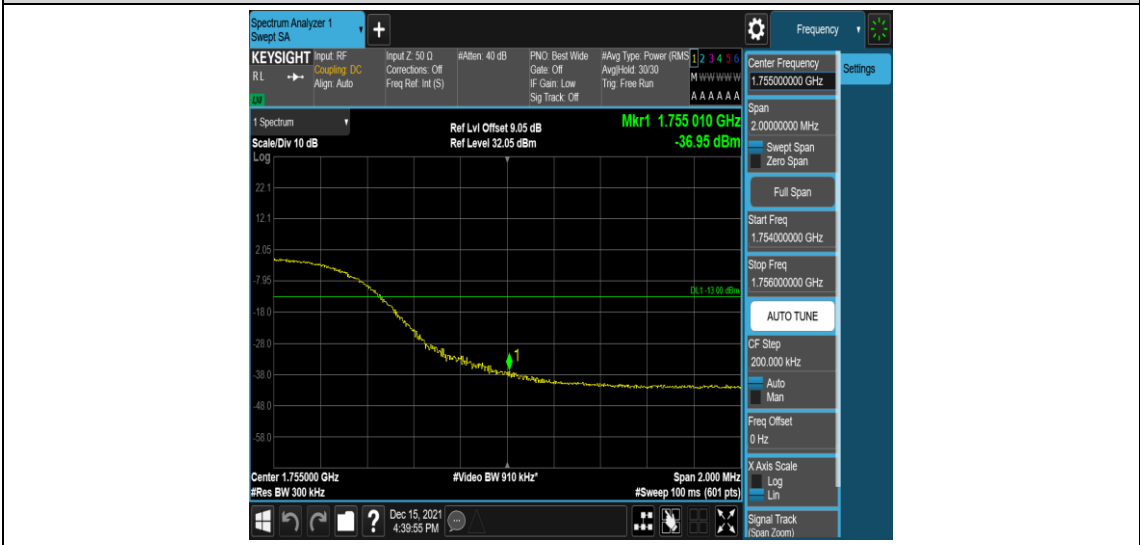 Spectrum Analyzer 1
Swept SA
+
Frequency
KEYSIGHT
RL
LXI
Input: RF
Coupling: DC
Align: Auto
Input Z: 50 Ω
Corrections: Off
Freq Ref: Int (S)
#Atten: 40 dB
PNO: Best Wide
Gate: Off
IF Gain: Low
Sig Track: Off
#Avg Type: Power (RMS
Avg|Hold: 30/30
Trig: Free Run
1 2 3 4 5 6
M W W W W W
A A A A A A
1 Spectrum
Scale/Div 10 dB
Log
Ref Lvl Offset 9.05 dB
Ref Level 32.05 dBm
Mkr1 1.755 010 GHz
-36.95 dBm
22.1
12.1
2.05
-7.95
-18.0
-28.0
-38.0
-48.0
-58.0
DL1 -13.00 dBm
1
Center 1.755000 GHz
#Res BW 300 kHz
#Video BW 910 kHz*
Span 2.000 MHz
#Sweep 100 ms (601 pts)
Dec 15, 2021
4:39:55 PM
?
Center Frequency
1.755000000 GHz
Settings
Span
2.00000000 MHz
Swept Span
Zero Span
Full Span
Start Freq
1.754000000 GHz
Stop Freq
1.756000000 GHz
AUTO TUNE
CF Step
200.000 kHz
Auto
Man
Freq Offset
0 Hz
X Axis Scale
Log
Lin
Signal Track
(Span Zoom)